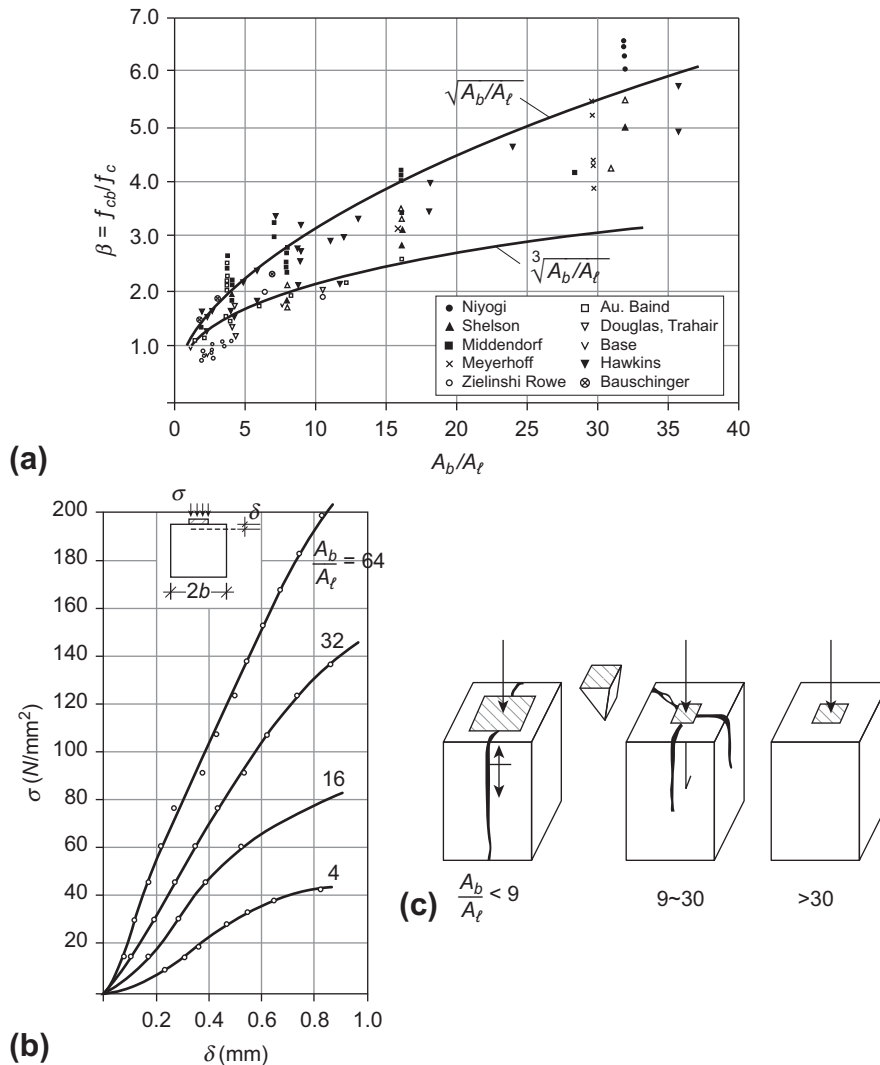 7.0
6.0
5.0
4.0
3.0
2.0
1.0
β = f_cb/f_c
√A_b/A_ℓ
³√A_b/A_ℓ
● Niyogi
▲ Shelson
■ Middendorf
× Meyerhoff
○ Zielinshi Rowe
□ Au. Baind
▽ Douglas, Trahair
∨ Base
▼ Hawkins
⊗ Bauschinger
0 5 10 15 20 25 30 35 40
A_b/A_ℓ
(a)
200
180
160
140
120
100
80
60
40
20
σ (N/mm²)
σ
δ
2b
A_b/A_ℓ = 64
32
16
4
0.2 0.4 0.6 0.8 1.0
δ (mm)
(b)
(c)
A_b/A_ℓ < 9
9~30
>30